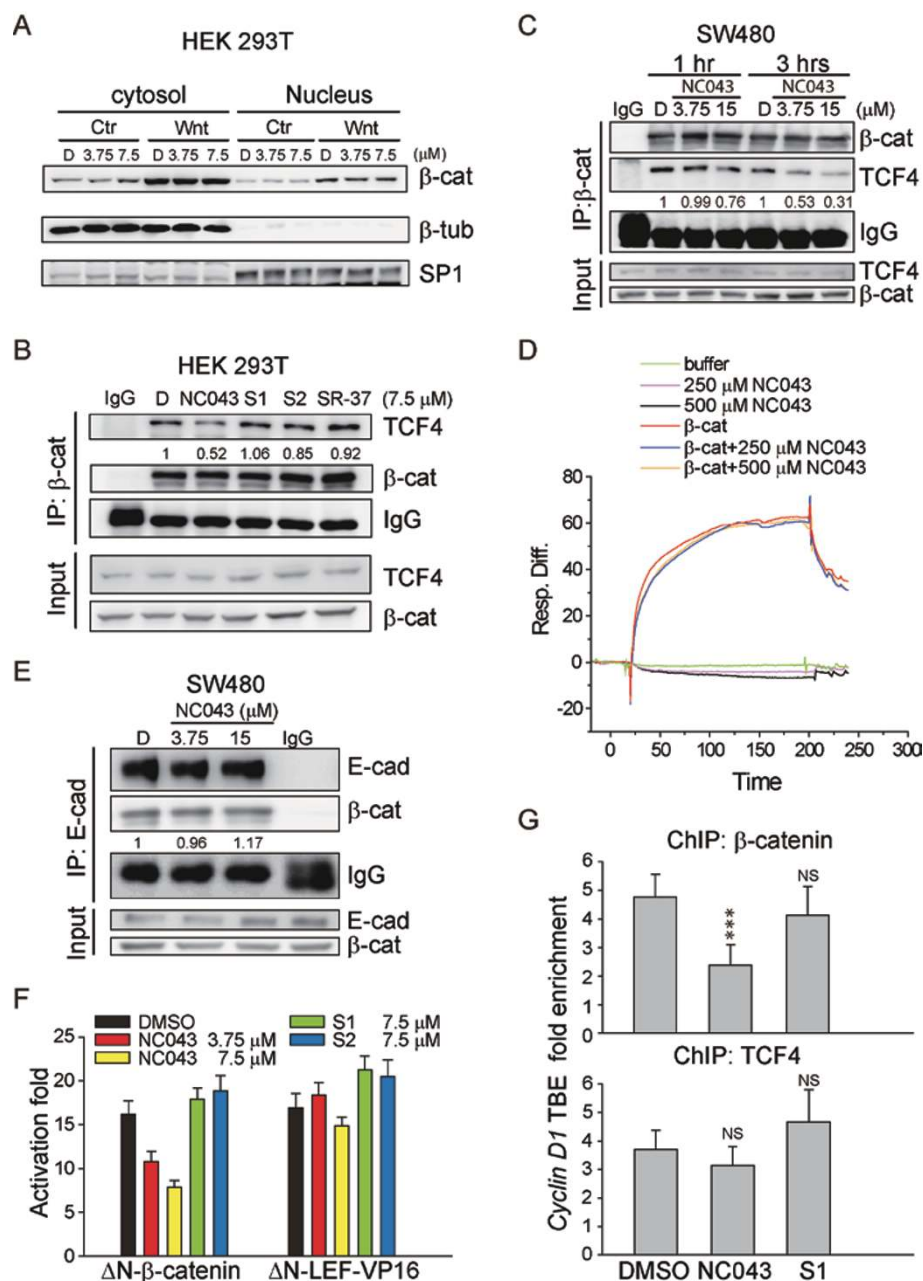 A
HEK 293T
cytosol Nucleus
Ctr Wnt Ctr Wnt
D 3.75 7.5 D 3.75 7.5 D 3.75 7.5 D 3.75 7.5 (μM)
β-cat
β-tub
SP1
B
HEK 293T
IgG D NC043 S1 S2 SR-37 (7.5 μM)
IP: β-cat
TCF4
1 0.52 1.06 0.85 0.92
β-cat
IgG
Input
TCF4
β-cat
C
SW480
1 hr 3 hrs
NC043 NC043
IgG D 3.75 15 D 3.75 15 (μM)
IP:β-cat
β-cat
TCF4
1 0.99 0.76 1 0.53 0.31
IgG
Input
TCF4
β-cat
D
buffer
250 μM NC043
500 μM NC043
β-cat
β-cat+250 μM NC043
β-cat+500 μM NC043
Resp. Diff.
80
60
40
20
0
-20
0 50 100 150 200 250 300
Time
E
SW480
NC043 (μM)
D 3.75 15 IgG
IP: E-cad
E-cad
β-cat
1 0.96 1.17
IgG
Input
E-cad
β-cat
F
DMSO
NC043 3.75 μM
NC043 7.5 μM
S1 7.5 μM
S2 7.5 μM
Activation fold
25
20
15
10
5
0
ΔN-β-catenin ΔN-LEF-VP16
G
ChIP: β-catenin
6
5
4
3
2
1
0
***
NS
Cyclin D1 TBE fold enrichment
ChIP: TCF4
6
5
4
3
2
1
0
NS
NS
DMSO NC043 S1